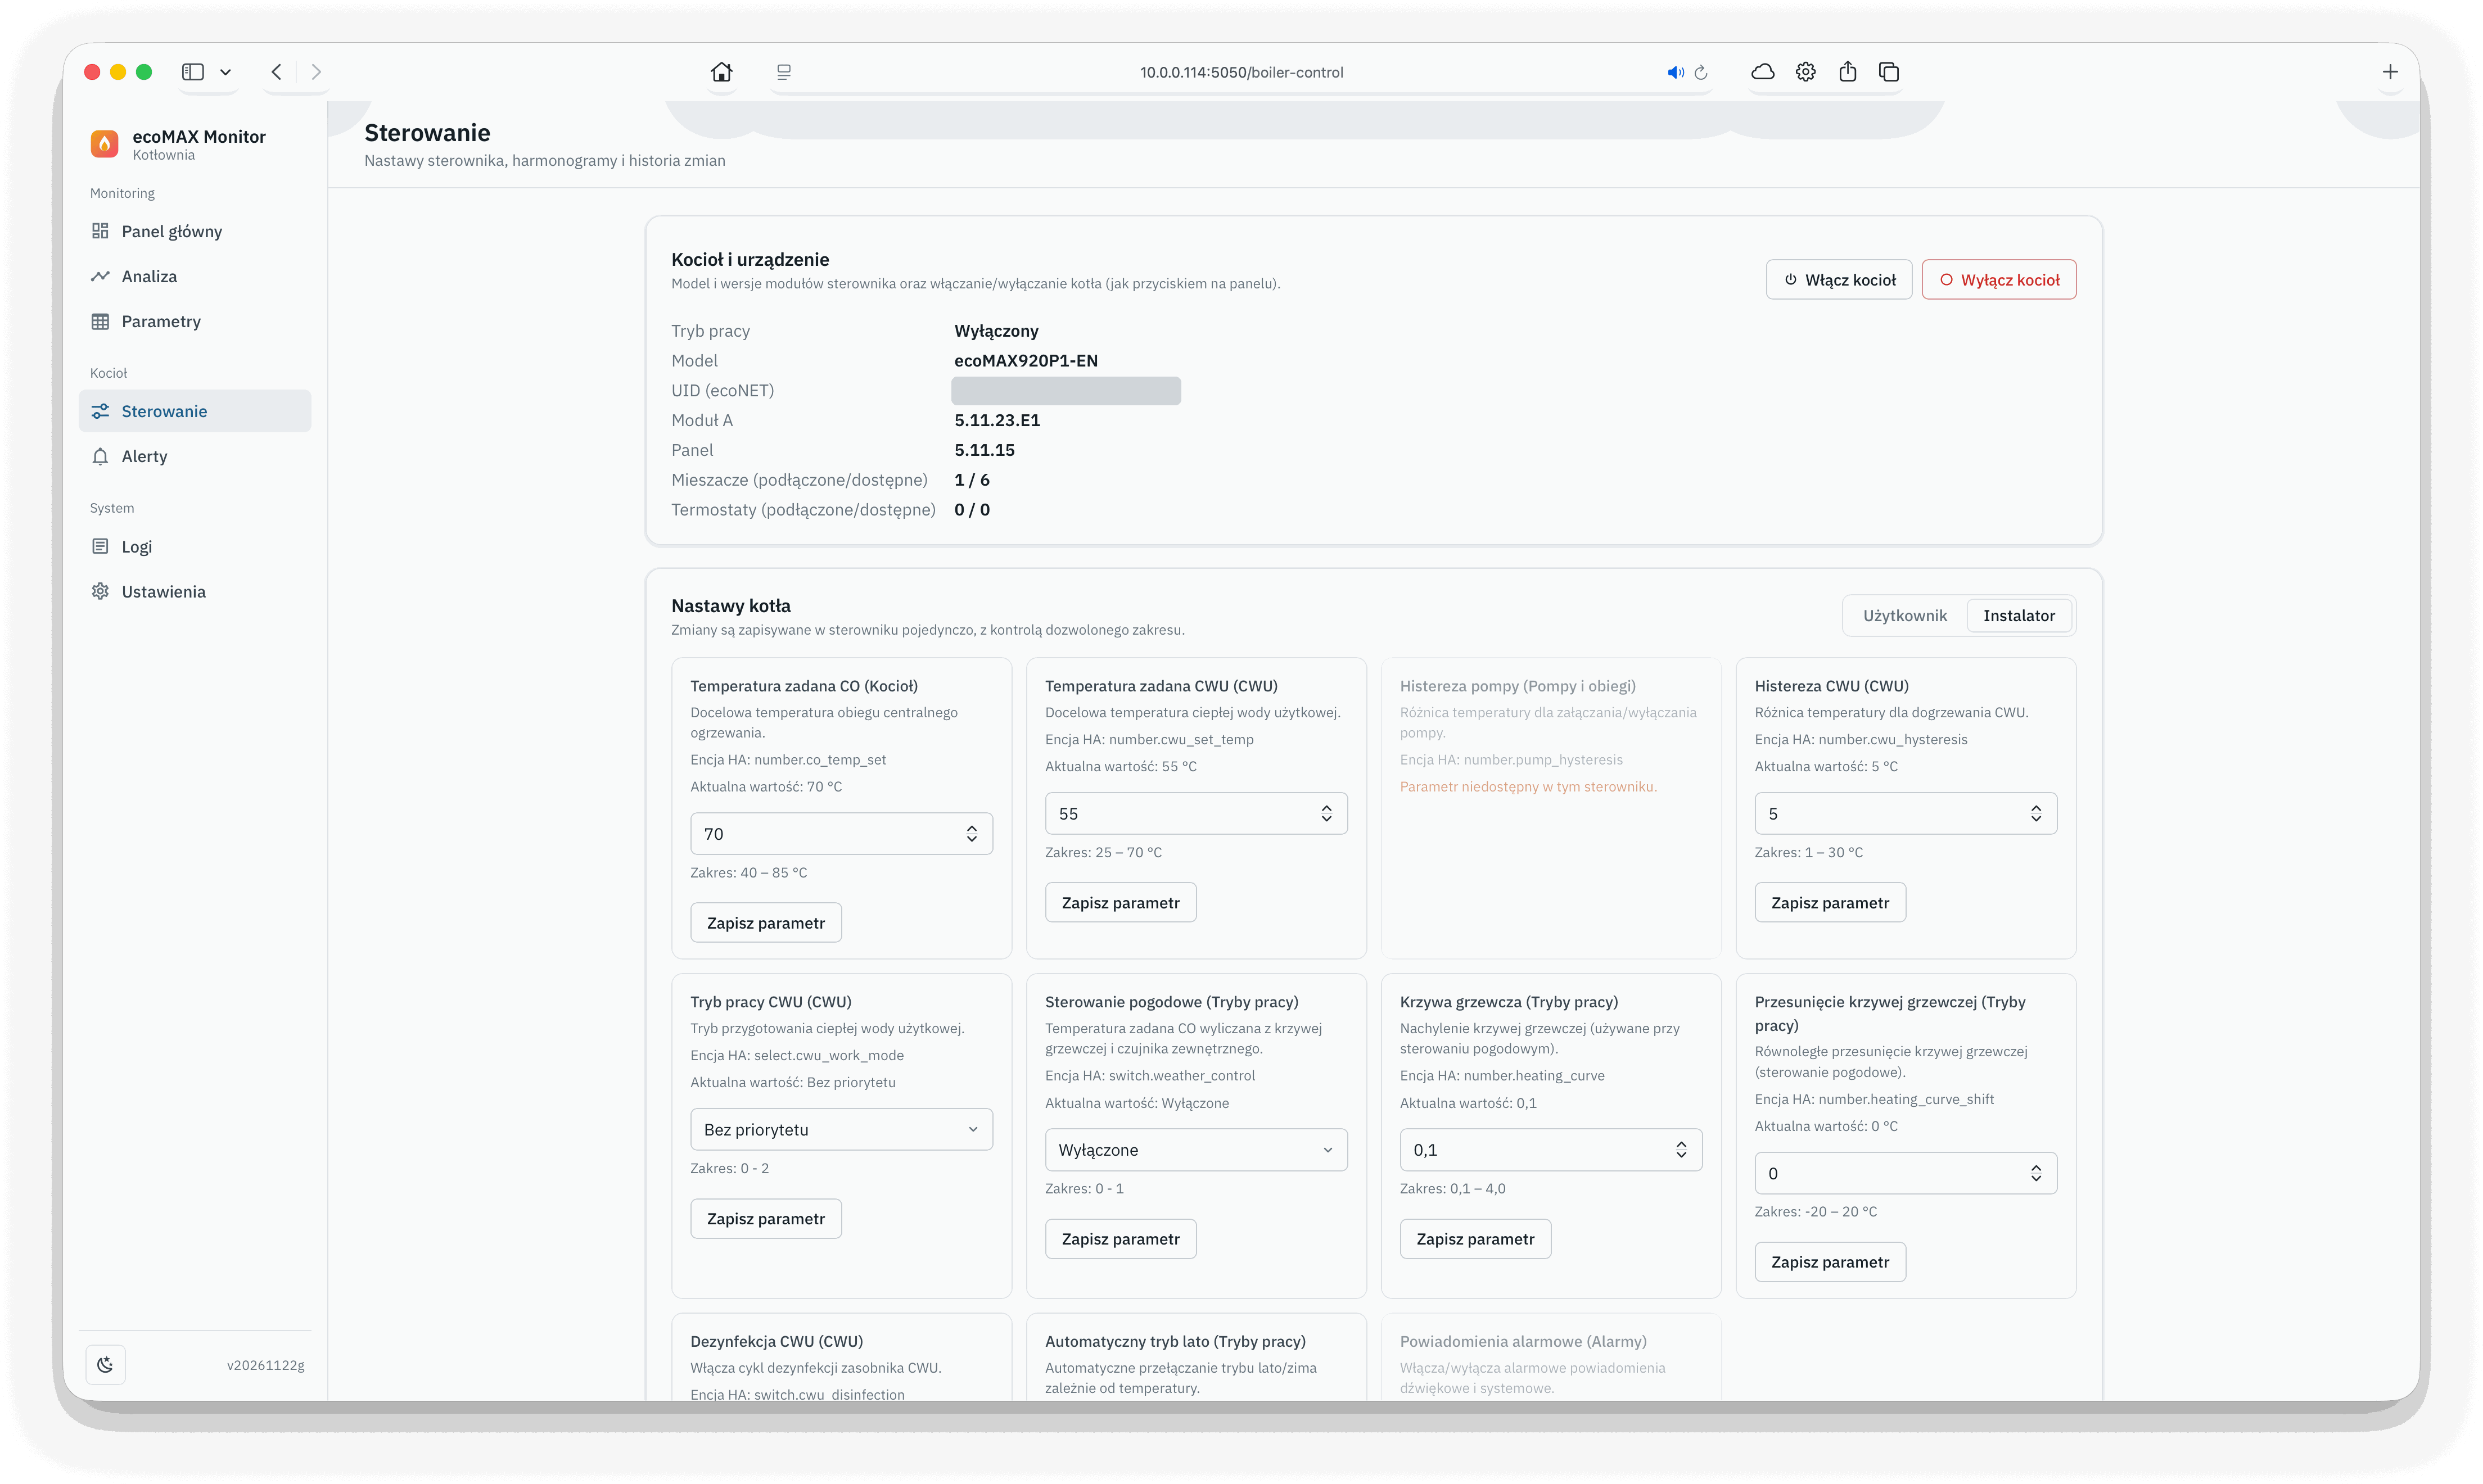 10.0.0.114:5050/boiler-control
ecoMAX Monitor
Kotłownia
Monitoring
Panel główny
Analiza
Parametry
Kocioł
Sterowanie
Alerty
System
Logi
Ustawienia
v20261122g
Sterowanie
Nastawy sterownika, harmonogramy i historia zmian
Kocioł i urządzenie
Model i wersje modułów sterownika oraz włączanie/wyłączanie kotła (jak przyciskiem na panelu).
Włącz kocioł
Wyłącz kocioł
Tryb pracy Wyłączony
Model ecoMAX920P1-EN
UID (ecoNET)
Moduł A 5.11.23.E1
Panel 5.11.15
Mieszacze (podłączone/dostępne) 1 / 6
Termostaty (podłączone/dostępne) 0 / 0
Nastawy kotła
Zmiany są zapisywane w sterowniku pojedynczo, z kontrolą dozwolonego zakresu.
Użytkownik
Instalator
Temperatura zadana CO (Kocioł)
Docelowa temperatura obiegu centralnego
ogrzewania.
Encja HA: number.co_temp_set
Aktualna wartość: 70 °C
70
Zakres: 40 – 85 °C
Zapisz parametr
Temperatura zadana CWU (CWU)
Docelowa temperatura ciepłej wody użytkowej.
Encja HA: number.cwu_set_temp
Aktualna wartość: 55 °C
55
Zakres: 25 – 70 °C
Zapisz parametr
Histereza pompy (Pompy i obiegi)
Różnica temperatury dla załączania/wyłączania
pompy.
Encja HA: number.pump_hysteresis
Parametr niedostępny w tym sterowniku.
Histereza CWU (CWU)
Różnica temperatury dla dogrzewania CWU.
Encja HA: number.cwu_hysteresis
Aktualna wartość: 5 °C
5
Zakres: 1 – 30 °C
Zapisz parametr
Tryb pracy CWU (CWU)
Tryb przygotowania ciepłej wody użytkowej.
Encja HA: select.cwu_work_mode
Aktualna wartość: Bez priorytetu
Bez priorytetu
Zakres: 0 - 2
Zapisz parametr
Sterowanie pogodowe (Tryby pracy)
Temperatura zadana CO wyliczana z krzywej
grzewczej i czujnika zewnętrznego.
Encja HA: switch.weather_control
Aktualna wartość: Wyłączone
Wyłączone
Zakres: 0 - 1
Zapisz parametr
Krzywa grzewcza (Tryby pracy)
Nachylenie krzywej grzewczej (używane przy
sterowaniu pogodowym).
Encja HA: number.heating_curve
Aktualna wartość: 0,1
0,1
Zakres: 0,1 – 4,0
Zapisz parametr
Przesunięcie krzywej grzewczej (Tryby
pracy)
Równoległe przesunięcie krzywej grzewczej
(sterowanie pogodowe).
Encja HA: number.heating_curve_shift
Aktualna wartość: 0 °C
0
Zakres: -20 – 20 °C
Zapisz parametr
Dezynfekcja CWU (CWU)
Włącza cykl dezynfekcji zasobnika CWU.
Encja HA: switch.cwu_disinfection
Automatyczny tryb lato (Tryby pracy)
Automatyczne przełączanie trybu lato/zima
zależnie od temperatury.
Powiadomienia alarmowe (Alarmy)
Włącza/wyłącza alarmowe powiadomienia
dźwiękowe i systemowe.